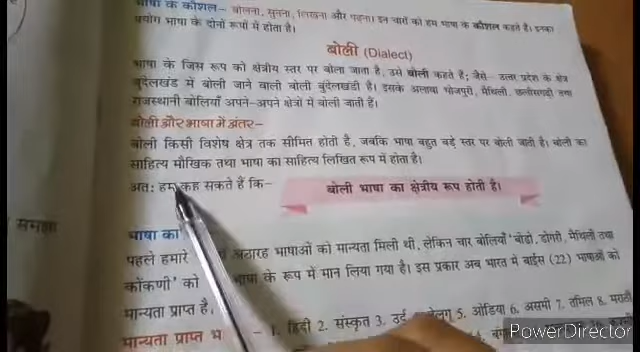 भाषा के कौशल– बोलना, सुनना, लिखना और पढ़ना। इन चारों को हम भाषा के कौशल कहते हैं। इनका
प्रयोग भाषा के दोनों रूपों में होता है।
बोली (Dialect)
भाषा के जिस रूप को क्षेत्रीय स्तर पर बोला जाता है, उसे बोली कहते हैं; जैसे– उत्तर प्रदेश के क्षेत्र
बुंदेलखंड में बोली जाने वाली बोली बुंदेलखंडी है। इसके अलावा भोजपुरी, मैथिली, छत्तीसगढ़ी तथा
राजस्थानी बोलियाँ अपने-अपने क्षेत्रों में बोली जाती हैं।
बोली और भाषा में अंतर–
बोली किसी विशेष क्षेत्र तक सीमित होती है, जबकि भाषा बहुत बड़े स्तर पर बोली जाती है। बोली का
साहित्य मौखिक तथा भाषा का साहित्य लिखित रूप में होता है।
अतः हम कह सकते हैं कि–
बोली भाषा का क्षेत्रीय रूप होती है।
समझा
भाषा का
पहले हमारे अठारह भाषाओं को मान्यता मिली थी, लेकिन चार बोलियाँ 'बोडो, डोगरी, मैथिली तथा
कोंकणी' को भाषा के रूप में मान लिया गया है। इस प्रकार अब भारत में बाईस (22) भाषाओं को
मान्यता प्राप्त है।
मान्यता प्राप्त 1. हिंदी 2. संस्कृत 3. उर्दू 5. ओडिया 6. असमी 7. तमिल 8. मराठी
PowerDirector